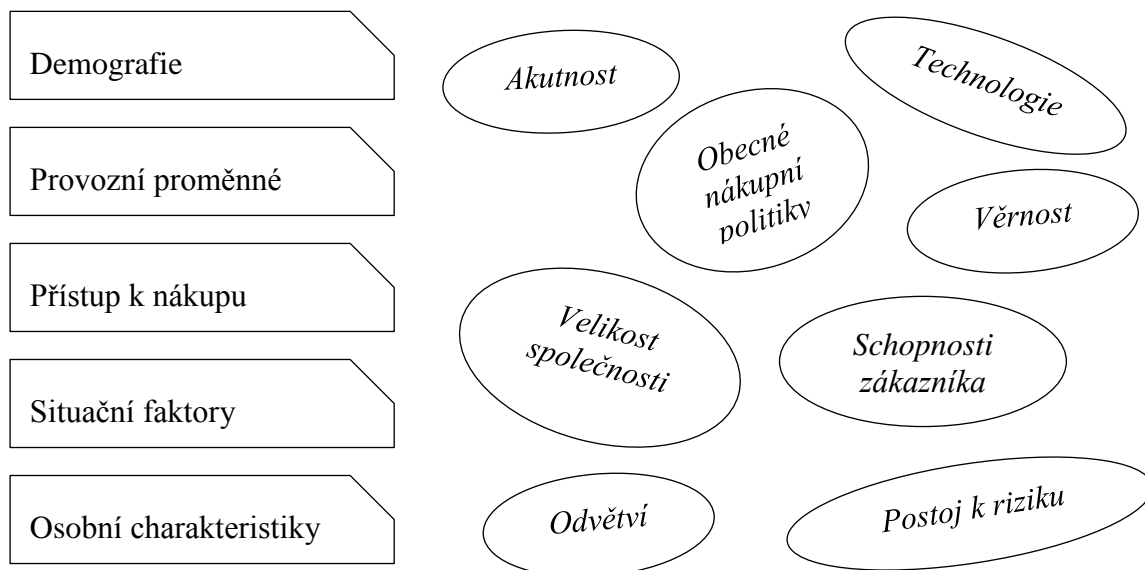 Demografie
Provozní proměnné
Přístup k nákupu
Situační faktory
Osobní charakteristiky
Akutnost
Technologie
Obecné
nákupní
politiky
Věrnost
Velikost
společnosti
Schopnosti
zákazníka
Odvětví
Postoj k riziku